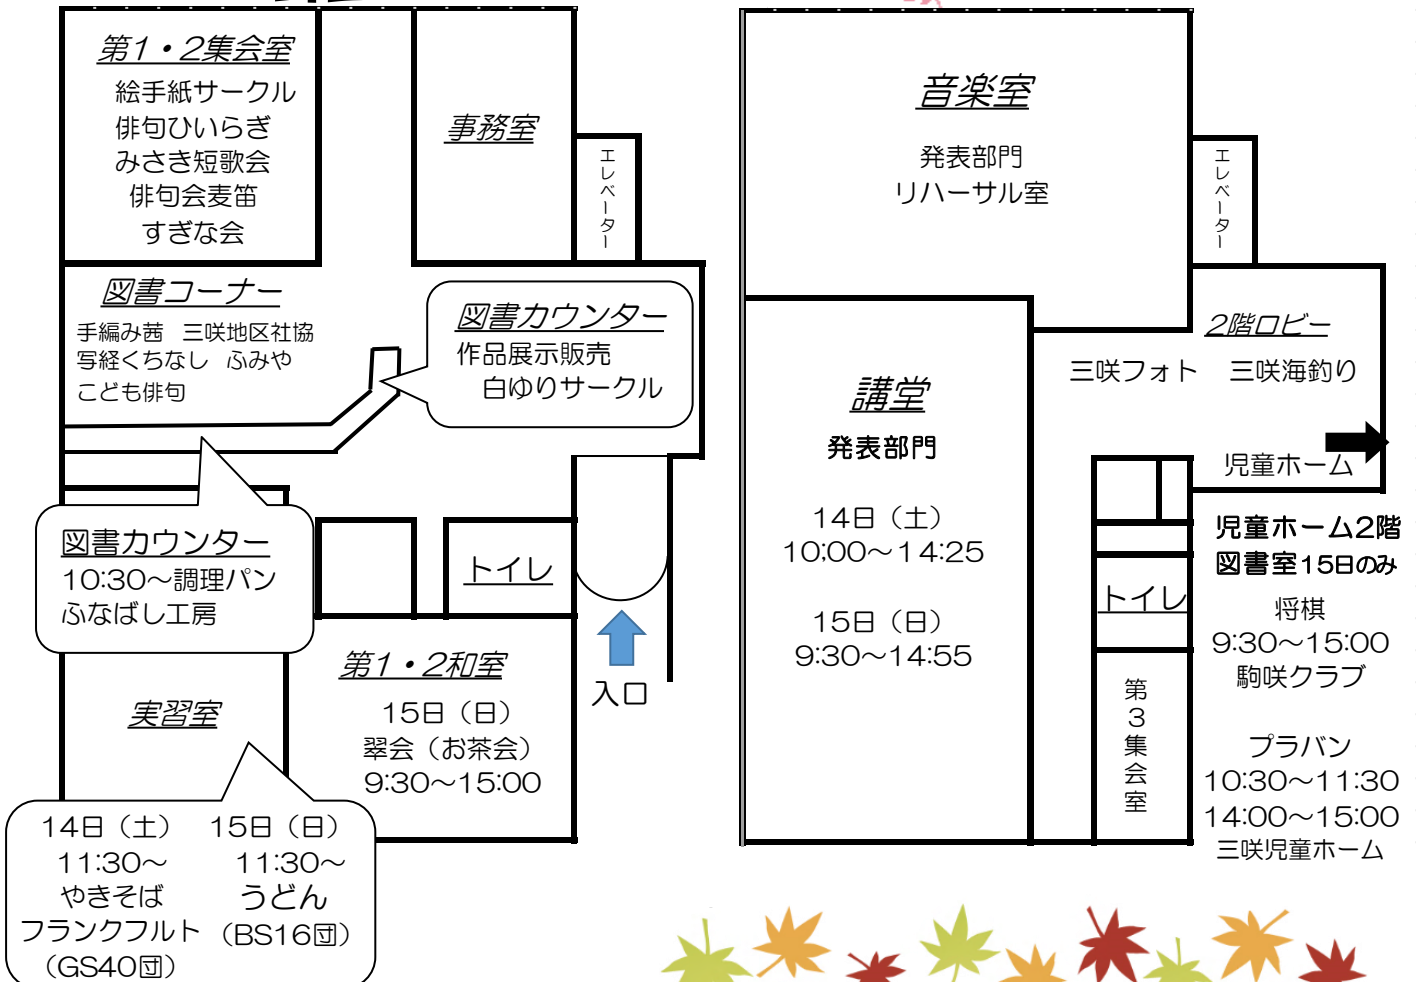 第1・2集会室
絵手紙サークル
俳句ひいらぎ
みさき短歌会
俳句会麦笛
すぎな会
事務室
エレベーター
図書コーナー
手編み茜　三咲地区社協
写経くちなし　ふみや
こども俳句
図書カウンター
作品展示販売
白ゆりサークル
図書カウンター
10:30～調理パン
ふなばし工房
トイレ
入口
第1・2和室
15日（日）
翠会（お茶会）
9:30～15:00
実習室
14日（土）
11:30～
やきそば
フランクフルト
（GS40団）
15日（日）
11:30～
うどん
（BS16団）
音楽室
発表部門
リハーサル室
エレベーター
2階ロビー
三咲フォト　三咲海釣り
児童ホーム
講堂
発表部門
14日（土）
10:00～14:25
15日（日）
9:30～14:55
トイレ
第3集会室
児童ホーム2階
図書室15日のみ
将棋
9:30～15:00
駒咲クラブ
プラバン
10:30～11:30
14:00～15:00
三咲児童ホーム